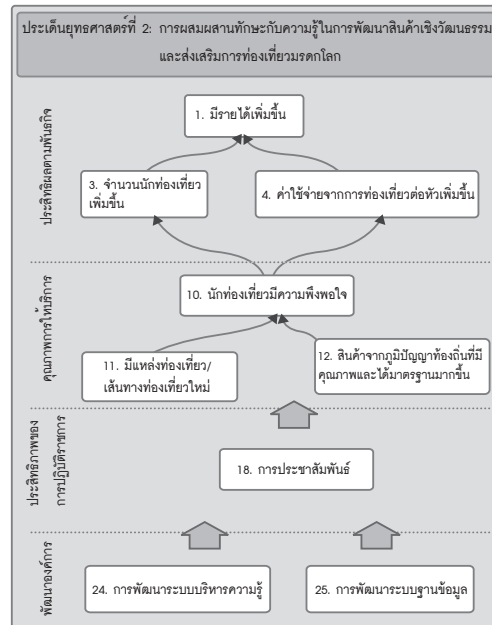 ประเด็นยุทธศาสตร์ที่ 2: การผสมผสานทักษะกับความรู้ในการพัฒนาสินค้าเชิงวัฒนธรรม
และส่งเสริมการท่องเที่ยวมรดกโลก
ประสิทธิผลตามพันธกิจ
1. มีรายได้เพิ่มขึ้น
3. จำนวนนักท่องเที่ยว
เพิ่มขึ้น
4. ค่าใช้จ่ายจากการท่องเที่ยวต่อหัวเพิ่มขึ้น
คุณภาพการให้บริการ
10. นักท่องเที่ยวมีความพึงพอใจ
11. มีแหล่งท่องเที่ยว/
เส้นทางท่องเที่ยวใหม่
12. สินค้าจากภูมิปัญญาท้องถิ่นที่มี
คุณภาพและได้มาตรฐานมากขึ้น
ประสิทธิภาพของ
การปฏิบัติราชการ
18. การประชาสัมพันธ์
พัฒนาองค์การ
24. การพัฒนาระบบบริหารความรู้
25. การพัฒนาระบบฐานข้อมูล